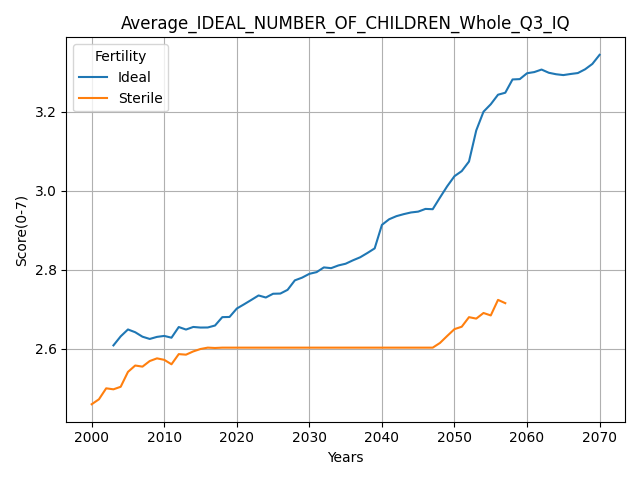 Average_IDEAL_NUMBER_OF_CHILDREN_Whole_Q3_IQ
Fertility
Ideal
Sterile
Score(0-7)
3.2
3.0
2.8
2.6
2000 2010 2020 2030 2040 2050 2060 2070
Years